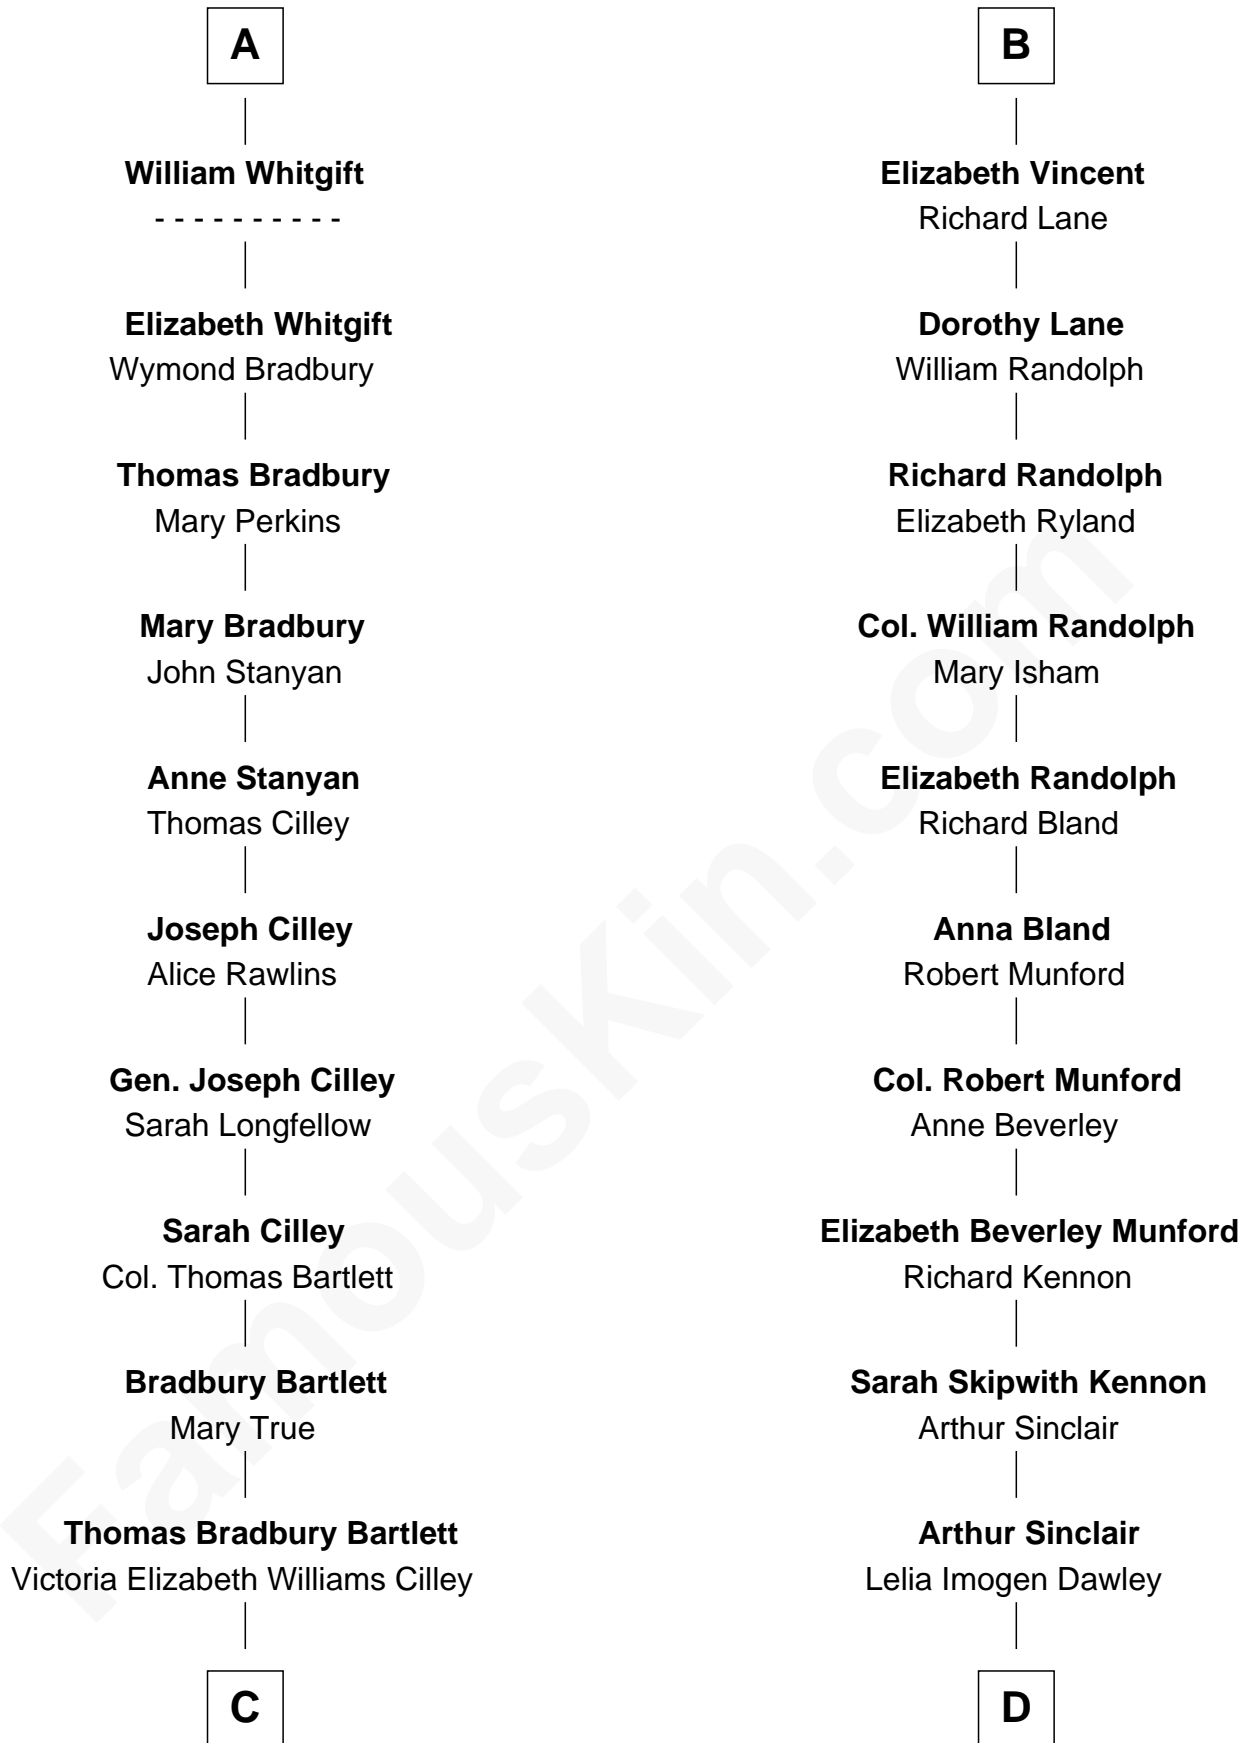 A
William Whitgift
- - - - - - - - - -
Elizabeth Whitgift
Wymond Bradbury
Thomas Bradbury
Mary Perkins
Mary Bradbury
John Stanyan
Anne Stanyan
Thomas Cilley
Joseph Cilley
Alice Rawlins
Gen. Joseph Cilley
Sarah Longfellow
Sarah Cilley
Col. Thomas Bartlett
Bradbury Bartlett
Mary True
Thomas Bradbury Bartlett
Victoria Elizabeth Williams Cilley
C
B
Elizabeth Vincent
Richard Lane
Dorothy Lane
William Randolph
Richard Randolph
Elizabeth Ryland
Col. William Randolph
Mary Isham
Elizabeth Randolph
Richard Bland
Anna Bland
Robert Munford
Col. Robert Munford
Anne Beverley
Elizabeth Beverley Munford
Richard Kennon
Sarah Skipwith Kennon
Arthur Sinclair
Arthur Sinclair
Lelia Imogen Dawley
D
FamousKin.com